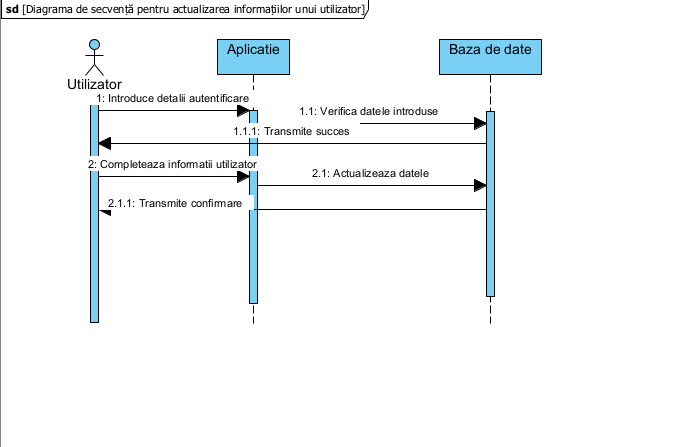 sd [Diagrama de secvență pentru actualizarea informațiilor unui utilizator]
Utilizator
Aplicatie
Baza de date
1: Introduce detalii autentificare
1.1: Verifica datele introduse
1.1.1: Transmite succes
2: Completeaza informatii utilizator
2.1: Actualizeaza datele
2.1.1: Transmite confirmare